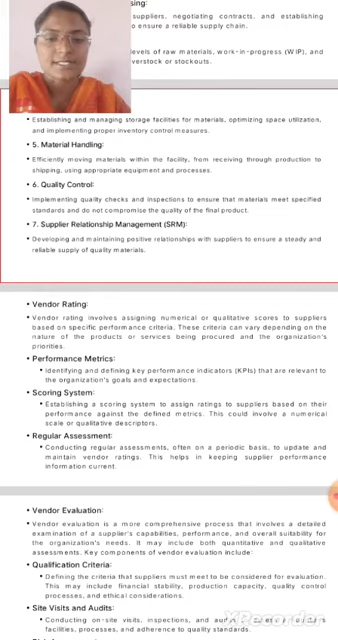 sing:
suppliers, negotiating contracts, and establishing
o ensure a reliable supply chain.
evels of raw materials, work-in-progress (WIP), and
verstock or stockouts.
Establishing and managing storage facilities for materials, optimizing space utilization,
and implementing proper inventory control measures.
• 5. Material Handling:
• Efficiently moving materials within the facility, from receiving through production to
shipping, using appropriate equipment and processes.
• 6. Quality Control:
• Implementing quality checks and inspections to ensure that materials meet specified
standards and do not compromise the quality of the final product.
• 7. Supplier Relationship Management (SRM):
• Developing and maintaining positive relationships with suppliers to ensure a steady and
reliable supply of quality materials.
• Vendor Rating:
• Vendor rating involves assigning numerical or qualitative scores to suppliers
based on specific performance criteria. These criteria can vary depending on the
nature of the products or services being procured and the organization's
priorities.
• Performance Metrics:
• Identifying and defining key performance indicators (KPIs) that are relevant to
the organization's goals and expectations.
• Scoring System:
• Establishing a scoring system to assign ratings to suppliers based on their
performance against the defined metrics. This could involve a numerical
scale or qualitative descriptors.
• Regular Assessment:
• Conducting regular assessments, often on a periodic basis, to update and
maintain vendor ratings. This helps in keeping supplier performance
information current.
• Vendor Evaluation:
• Vendor evaluation is a more comprehensive process that involves a detailed
examination of a supplier's capabilities, performance, and overall suitability for
the organization's needs. It may include both quantitative and qualitative
assessments. Key components of vendor evaluation include:
• Qualification Criteria:
• Defining the criteria that suppliers must meet to be considered for evaluation.
This may include financial stability, production capacity, quality control
processes, and ethical considerations.
• Site Visits and Audits:
• Conducting on-site visits, inspections, and
facilities, processes, and adherence to quality standards.
XRecorder